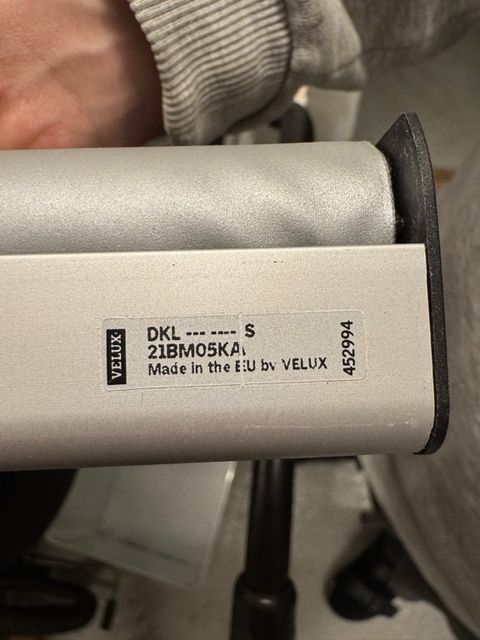 VELUX
DKL --- ---- S
21BM05KA
Made in the EU by VELUX
452994